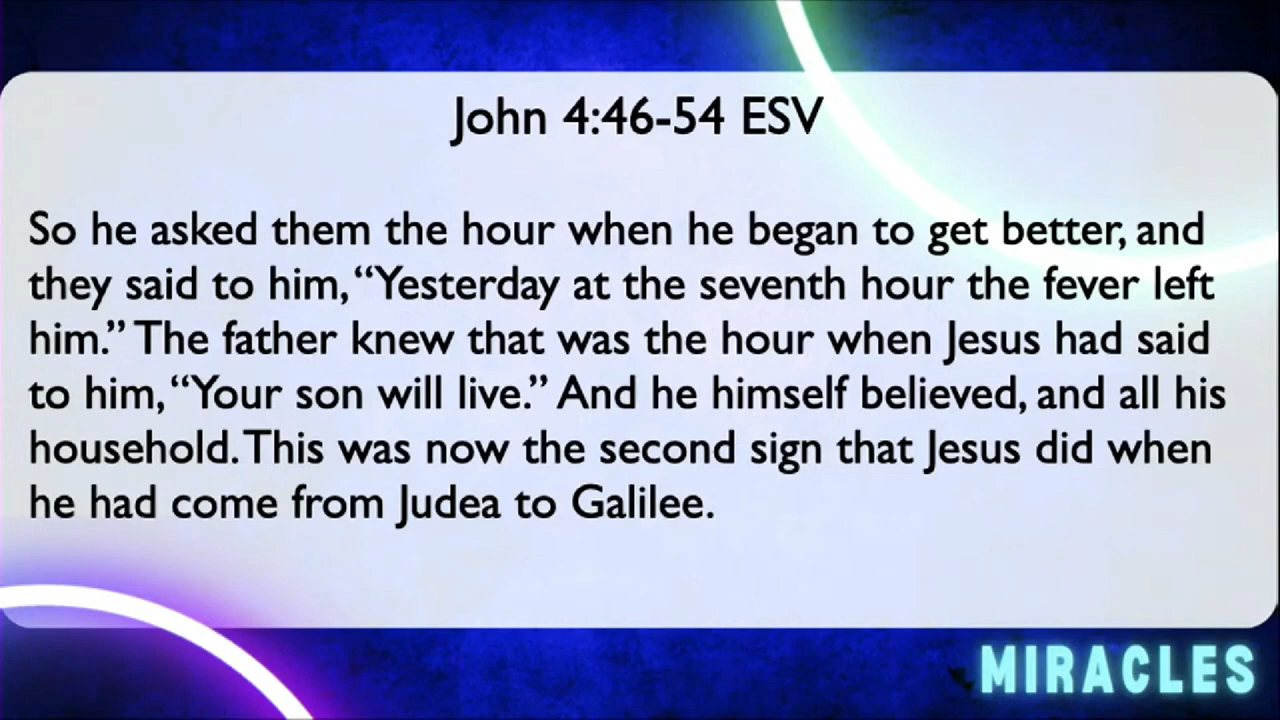 John 4:46-54 ESV
So he asked them the hour when he began to get better, and
they said to him, “Yesterday at the seventh hour the fever left
him.” The father knew that was the hour when Jesus had said
to him, “Your son will live.” And he himself believed, and all his
household. This was now the second sign that Jesus did when
he had come from Judea to Galilee.
MIRACLES